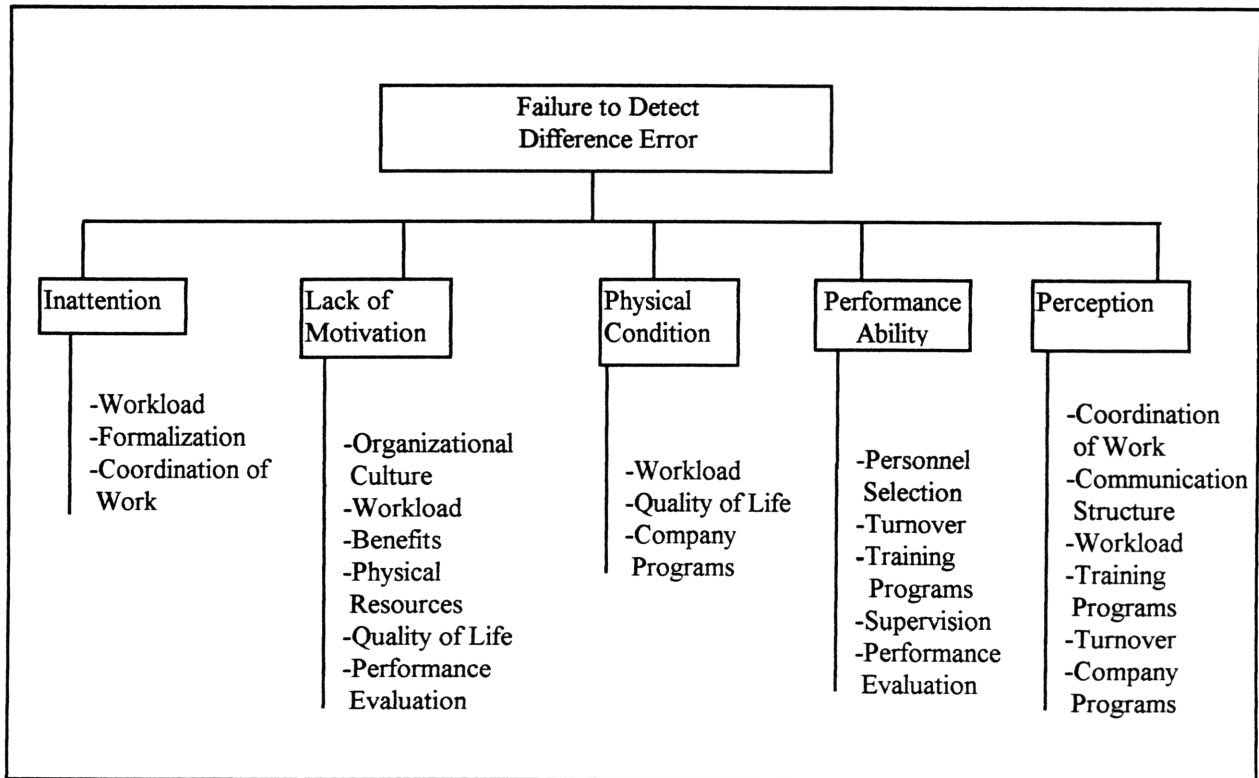 Failure to Detect
Difference Error
Inattention
-Workload
-Formalization
-Coordination of
Work
Lack of
Motivation
-Organizational
Culture
-Workload
-Benefits
-Physical
Resources
-Quality of Life
-Performance
Evaluation
Physical
Condition
-Workload
-Quality of Life
-Company
Programs
Performance
Ability
-Personnel
Selection
-Turnover
-Training
Programs
-Supervision
-Performance
Evaluation
Perception
-Coordination
of Work
-Communication
Structure
-Workload
-Training
Programs
-Turnover
-Company
Programs